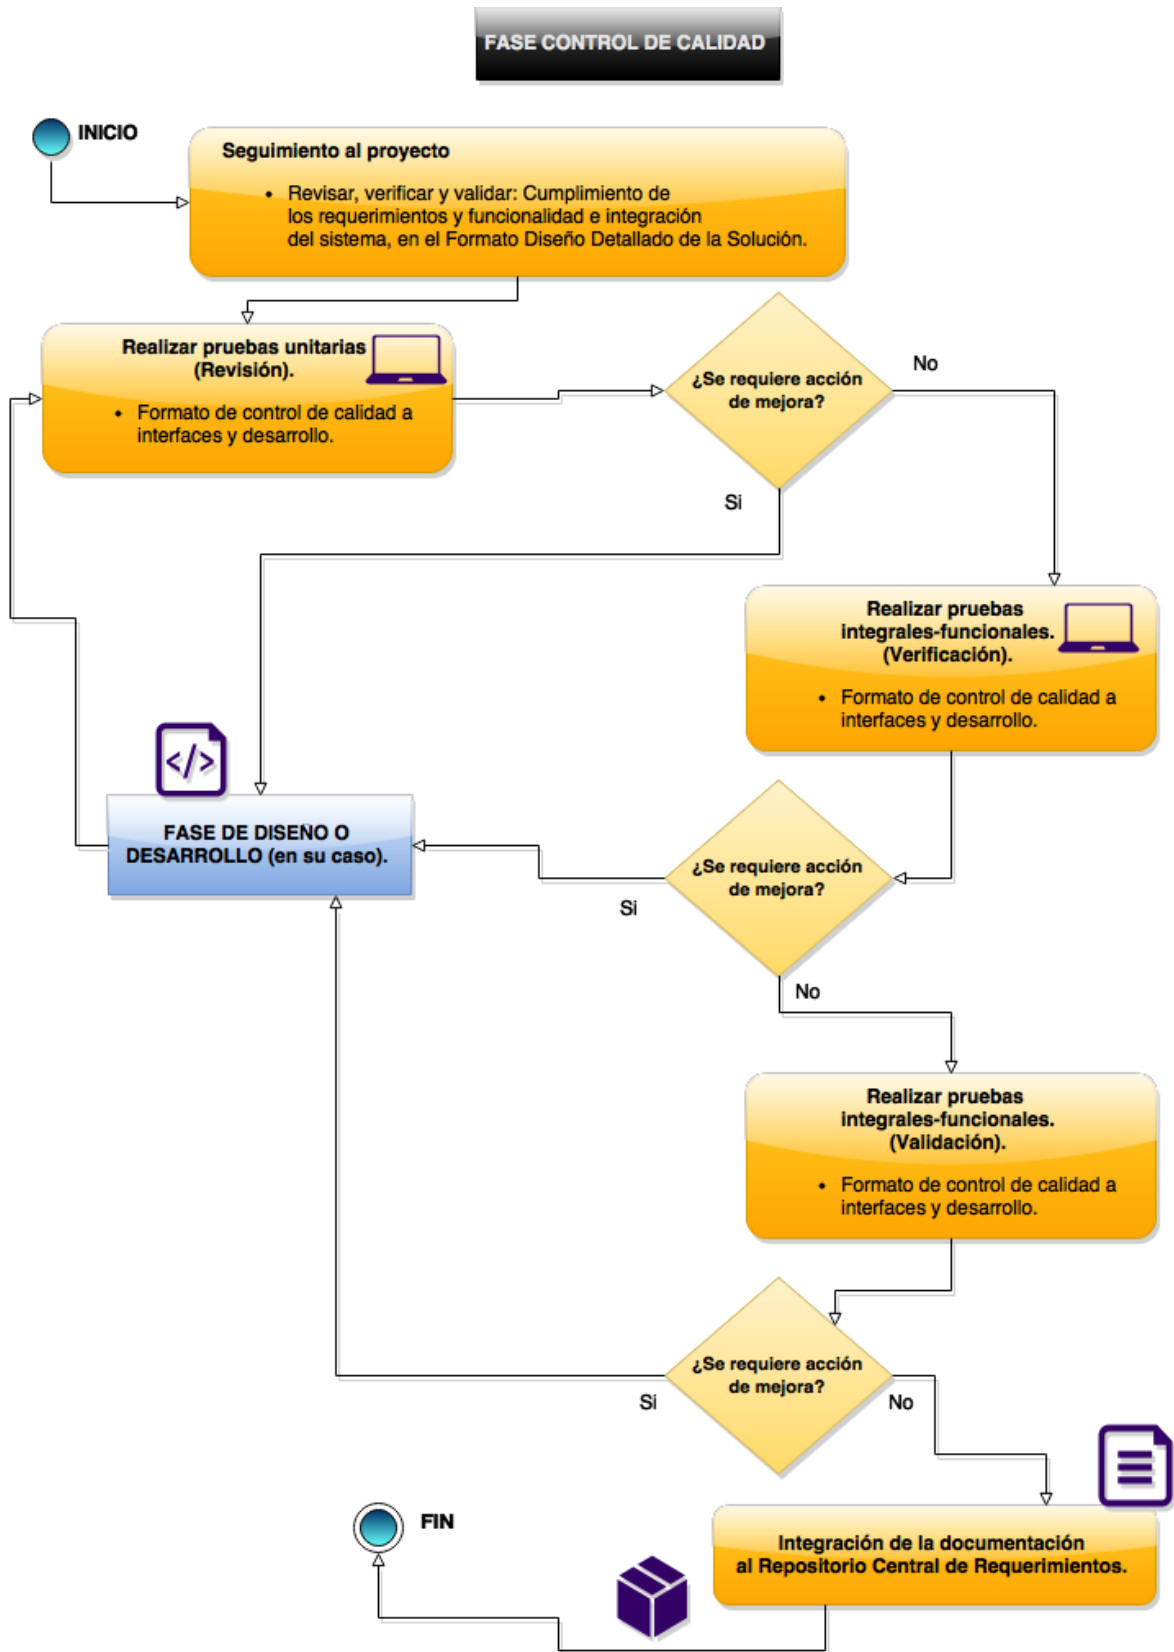 FASE CONTROL DE CALIDAD
INICIO
Seguimiento al proyecto
• Revisar, verificar y validar: Cumplimiento de
los requerimientos y funcionalidad e integración
del sistema, en el Formato Diseño Detallado de la Solución.
Realizar pruebas unitarias
(Revisión).
• Formato de control de calidad a
interfaces y desarrollo.
¿Se requiere acción
de mejora?
No
Si
Realizar pruebas
integrales-funcionales.
(Verificación).
• Formato de control de calidad a
interfaces y desarrollo.
</>
FASE DE DISEÑO O
DESARROLLO (en su caso).
¿Se requiere acción
de mejora?
Si
No
Realizar pruebas
integrales-funcionales.
(Validación).
• Formato de control de calidad a
interfaces y desarrollo.
¿Se requiere acción
de mejora?
Si
No
FIN
Integración de la documentación
al Repositorio Central de Requerimientos.